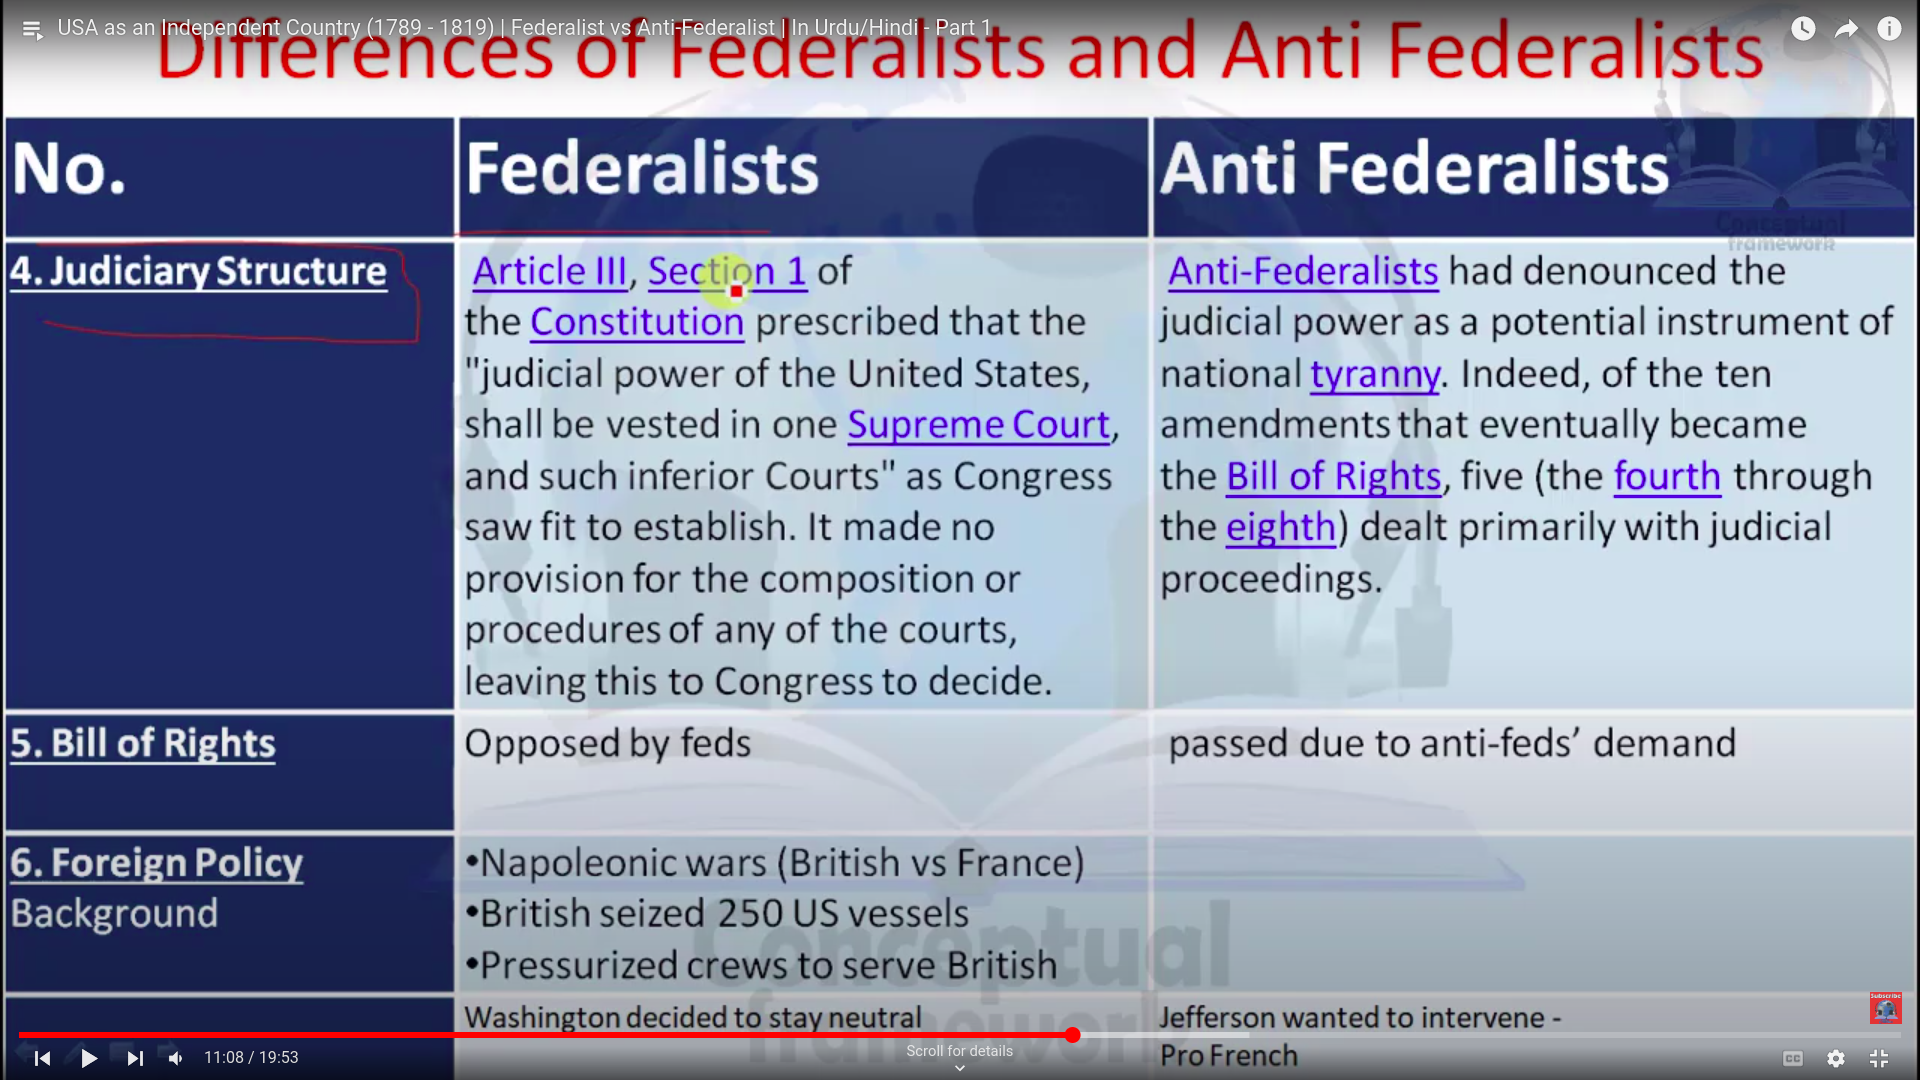 USA as an Independent Country (1789 - 1819) | Federalist vs Anti-Federalist | In Urdu/Hindi - Part 1
Differences of Federalists and Anti Federalists
No.
Federalists
Anti Federalists
Conceptual
framework
4. Judiciary Structure
Article III, Section 1 of
the Constitution prescribed that the
"judicial power of the United States,
shall be vested in one Supreme Court,
and such inferior Courts" as Congress
saw fit to establish. It made no
provision for the composition or
procedures of any of the courts,
leaving this to Congress to decide.
Anti-Federalists had denounced the
judicial power as a potential instrument of
national tyranny. Indeed, of the ten
amendments that eventually became
the Bill of Rights, five (the fourth through
the eighth) dealt primarily with judicial
proceedings.
5. Bill of Rights
Opposed by feds
passed due to anti-feds’ demand
6. Foreign Policy
Background
•Napoleonic wars (British vs France)
•British seized 250 US vessels
•Pressurized crews to serve British
Conceptual
framework
Washington decided to stay neutral
Jefferson wanted to intervene -
Pro French
Subscribe
11:08 / 19:53
Scroll for details
CC